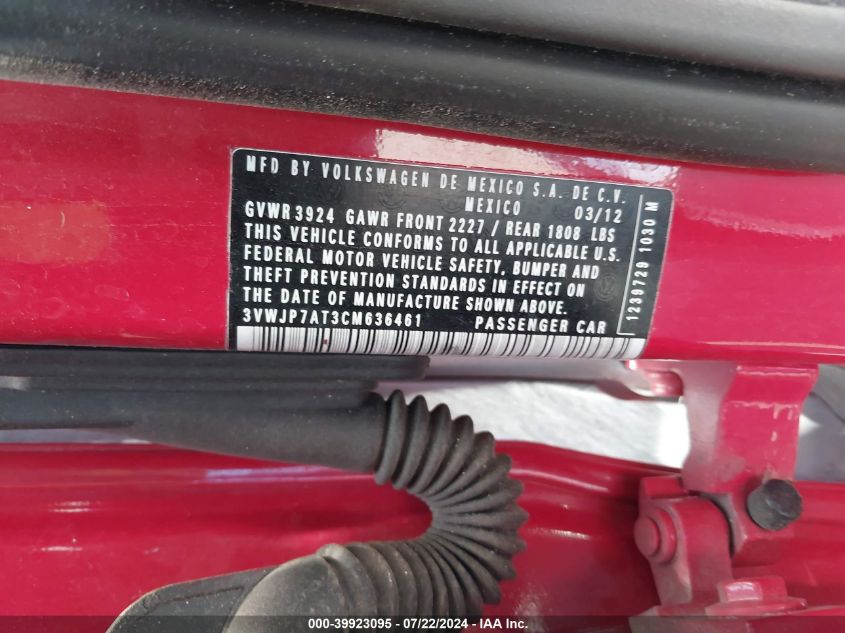 MFD BY VOLKSWAGEN DE MEXICO S.A. DE C.V.
MEXICO 03/12
GVWR 3924 GAWR FRONT 2227 / REAR 1808 LBS
THIS VEHICLE CONFORMS TO ALL APPLICABLE U.S.
FEDERAL MOTOR VEHICLE SAFETY, BUMPER AND
THEFT PREVENTION STANDARDS IN EFFECT ON
THE DATE OF MANUFACTURE SHOWN ABOVE.
3VWJP7AT3CM636461 PASSENGER CAR
1239729 1030 M
000-39923095 - 07/22/2024 - IAA Inc.